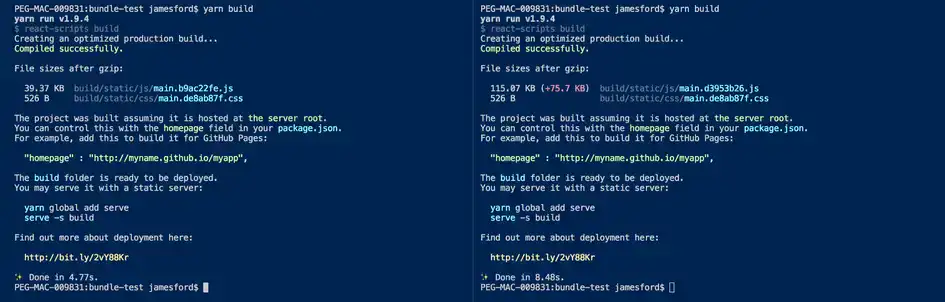 PEG-MAC-009831:bundle-test jamesford$ yarn build
yarn run v1.9.4
$ react-scripts build
Creating an optimized production build...
Compiled successfully.
File sizes after gzip:
39.37 KB build/static/js/main.b9ac22fe.js
526 B build/static/css/main.de8ab87f.css
The project was built assuming it is hosted at the server root.
You can control this with the homepage field in your package.json.
For example, add this to build it for GitHub Pages:
"homepage" : "http://myname.github.io/myapp",
The build folder is ready to be deployed.
You may serve it with a static server:
yarn global add serve
serve -s build
Find out more about deployment here:
http://bit.ly/2vY88Kr
✨ Done in 4.77s.
PEG-MAC-009831:bundle-test jamesford$
PEG-MAC-009831:bundle-test jamesford$ yarn build
yarn run v1.9.4
$ react-scripts build
Creating an optimized production build...
Compiled successfully.
File sizes after gzip:
115.07 KB (+75.7 KB) build/static/js/main.d3953b26.js
526 B build/static/css/main.de8ab87f.css
The project was built assuming it is hosted at the server root.
You can control this with the homepage field in your package.json.
For example, add this to build it for GitHub Pages:
"homepage" : "http://myname.github.io/myapp",
The build folder is ready to be deployed.
You may serve it with a static server:
yarn global add serve
serve -s build
Find out more about deployment here:
http://bit.ly/2vY88Kr
✨ Done in 8.48s.
PEG-MAC-009831:bundle-test jamesford$